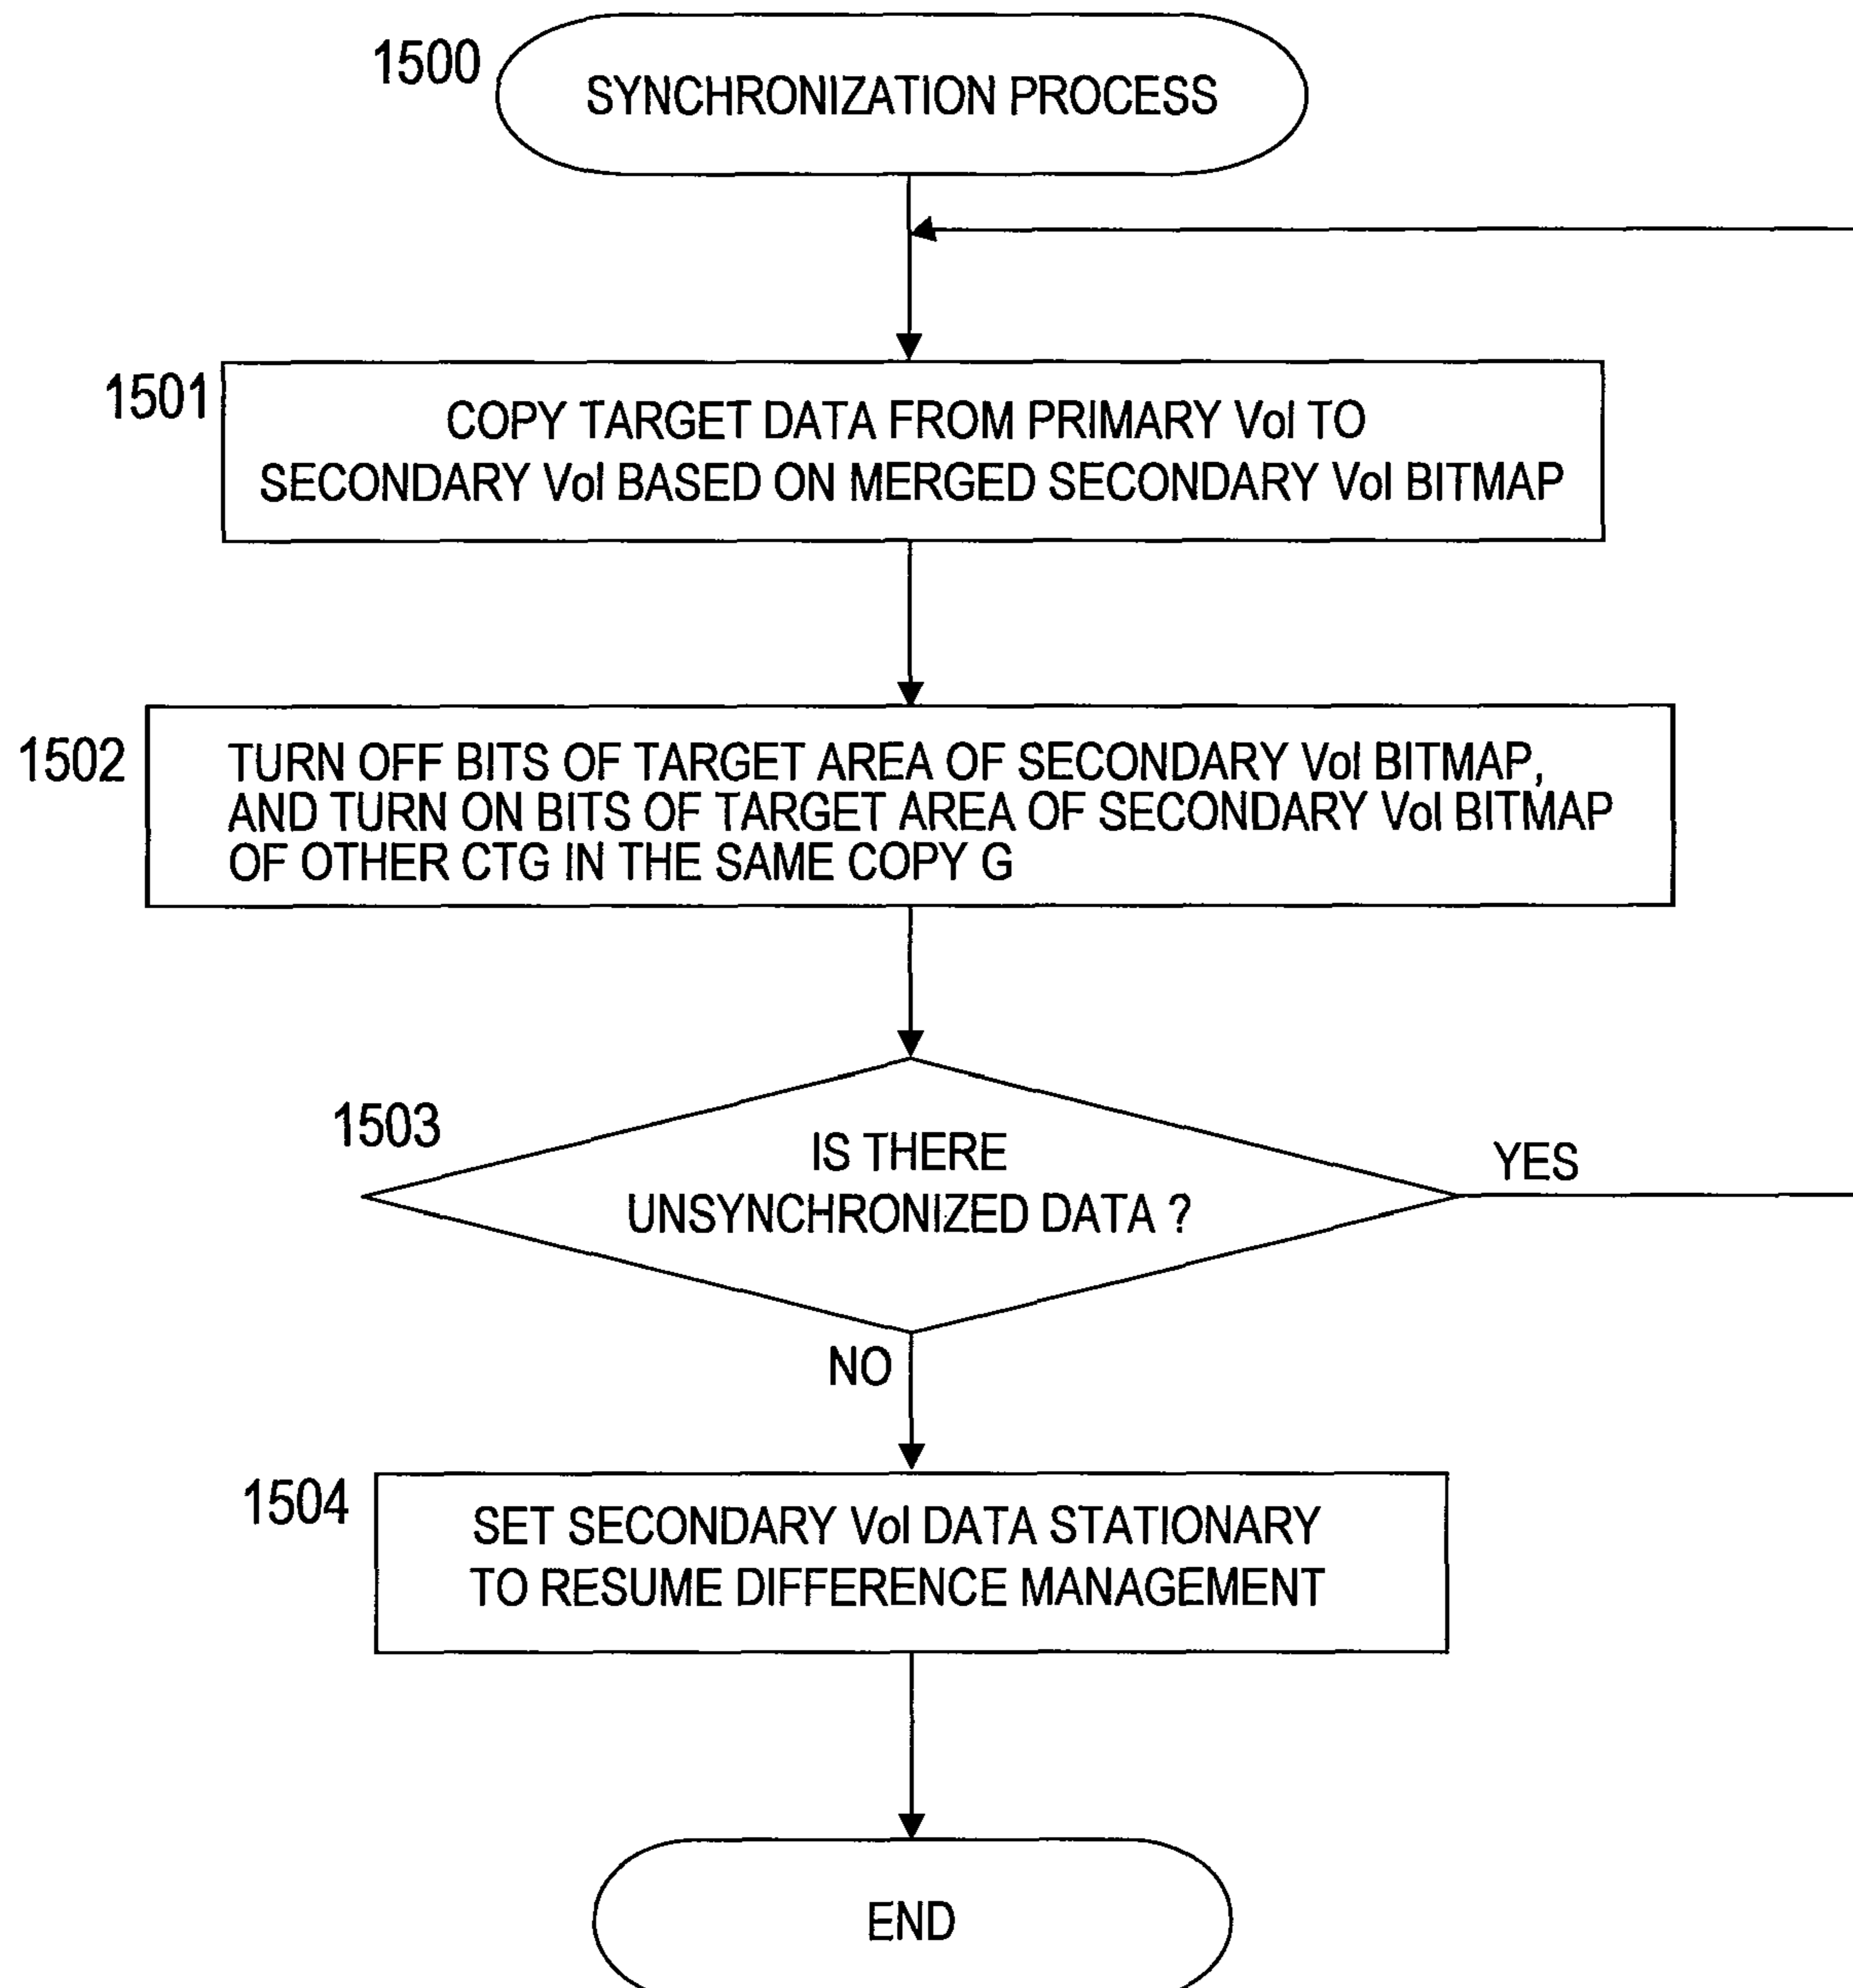 1500
SYNCHRONIZATION PROCESS
1501
COPY TARGET DATA FROM PRIMARY Vol TO
SECONDARY Vol BASED ON MERGED SECONDARY Vol BITMAP
1502
TURN OFF BITS OF TARGET AREA OF SECONDARY Vol BITMAP,
AND TURN ON BITS OF TARGET AREA OF SECONDARY Vol BITMAP
OF OTHER CTG IN THE SAME COPY G
1503
IS THERE
UNSYNCHRONIZED DATA ?
YES
NO
1504
SET SECONDARY Vol DATA STATIONARY
TO RESUME DIFFERENCE MANAGEMENT
END